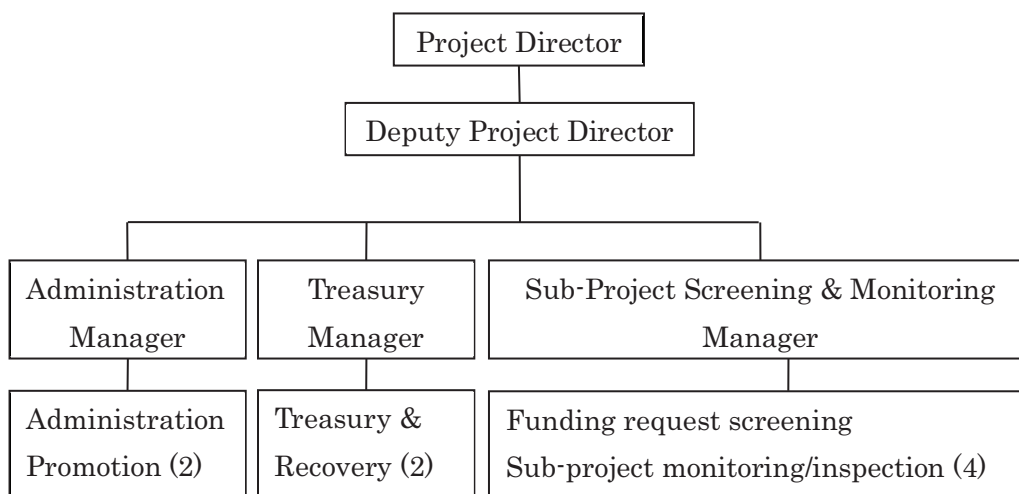 Project Director
Deputy Project Director
Administration
Manager
Treasury
Manager
Sub-Project Screening & Monitoring
Manager
Administration
Promotion (2)
Treasury &
Recovery (2)
Funding request screening
Sub-project monitoring/inspection (4)